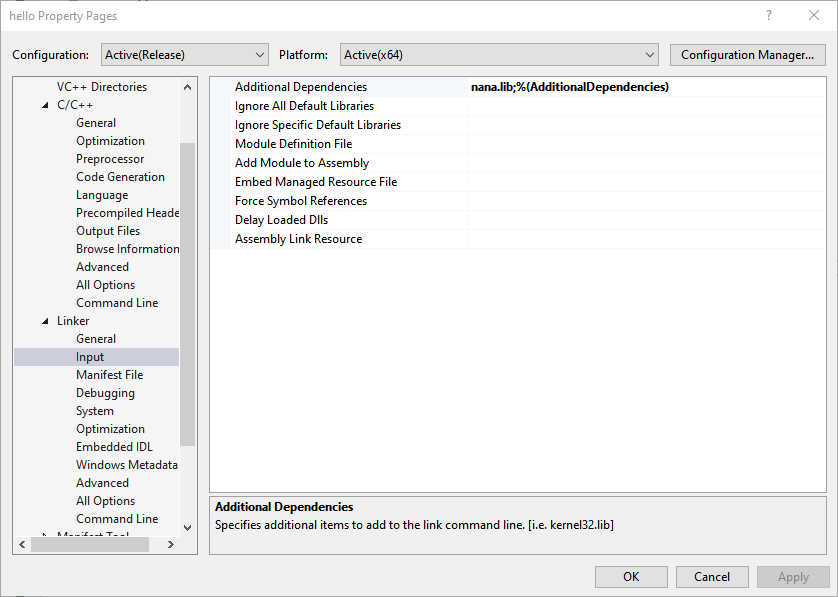 hello Property Pages
Configuration: Active(Release) Platform: Active(x64) Configuration Manager...
VC++ Directories
C/C++
General
Optimization
Preprocessor
Code Generation
Language
Precompiled Heade
Output Files
Browse Information
Advanced
All Options
Command Line
Linker
General
Input
Manifest File
Debugging
System
Optimization
Embedded IDL
Windows Metadata
Advanced
All Options
Command Line
Manifest Tool
Additional Dependencies nana.lib;%(AdditionalDependencies)
Ignore All Default Libraries
Ignore Specific Default Libraries
Module Definition File
Add Module to Assembly
Embed Managed Resource File
Force Symbol References
Delay Loaded Dlls
Assembly Link Resource
Additional Dependencies
Specifies additional items to add to the link command line. [i.e. kernel32.lib]
OK Cancel Apply